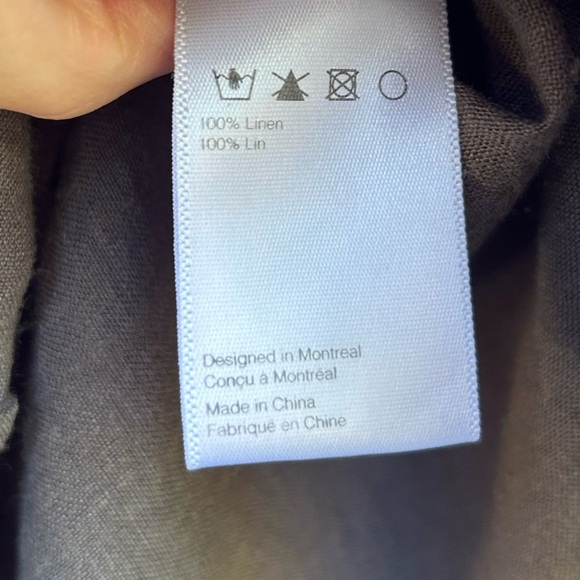 100% Linen
100% Lin
Designed in Montreal
Conçu à Montréal
Made in China
Fabriqué en Chine